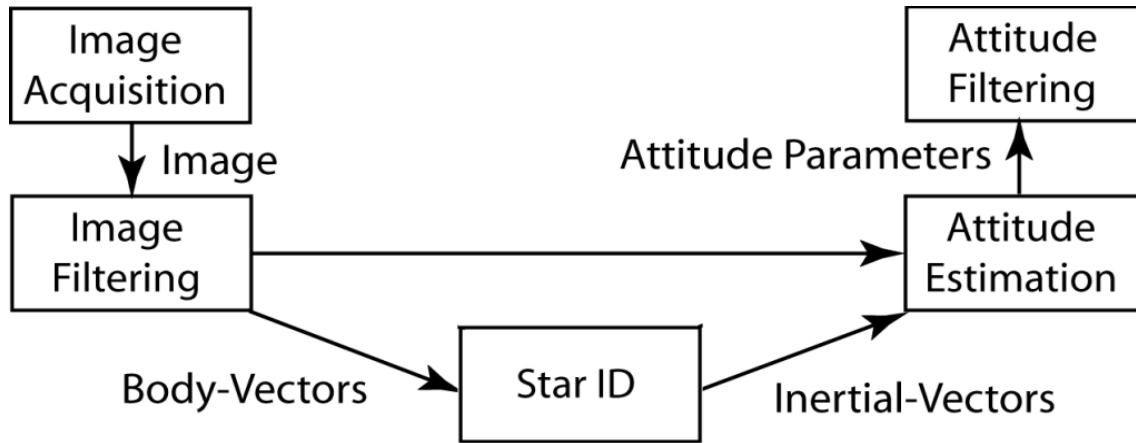 Image
Acquisition
Attitude
Filtering
Image
Attitude Parameters
Image
Filtering
Attitude
Estimation
Star ID
Body-Vectors
Inertial-Vectors